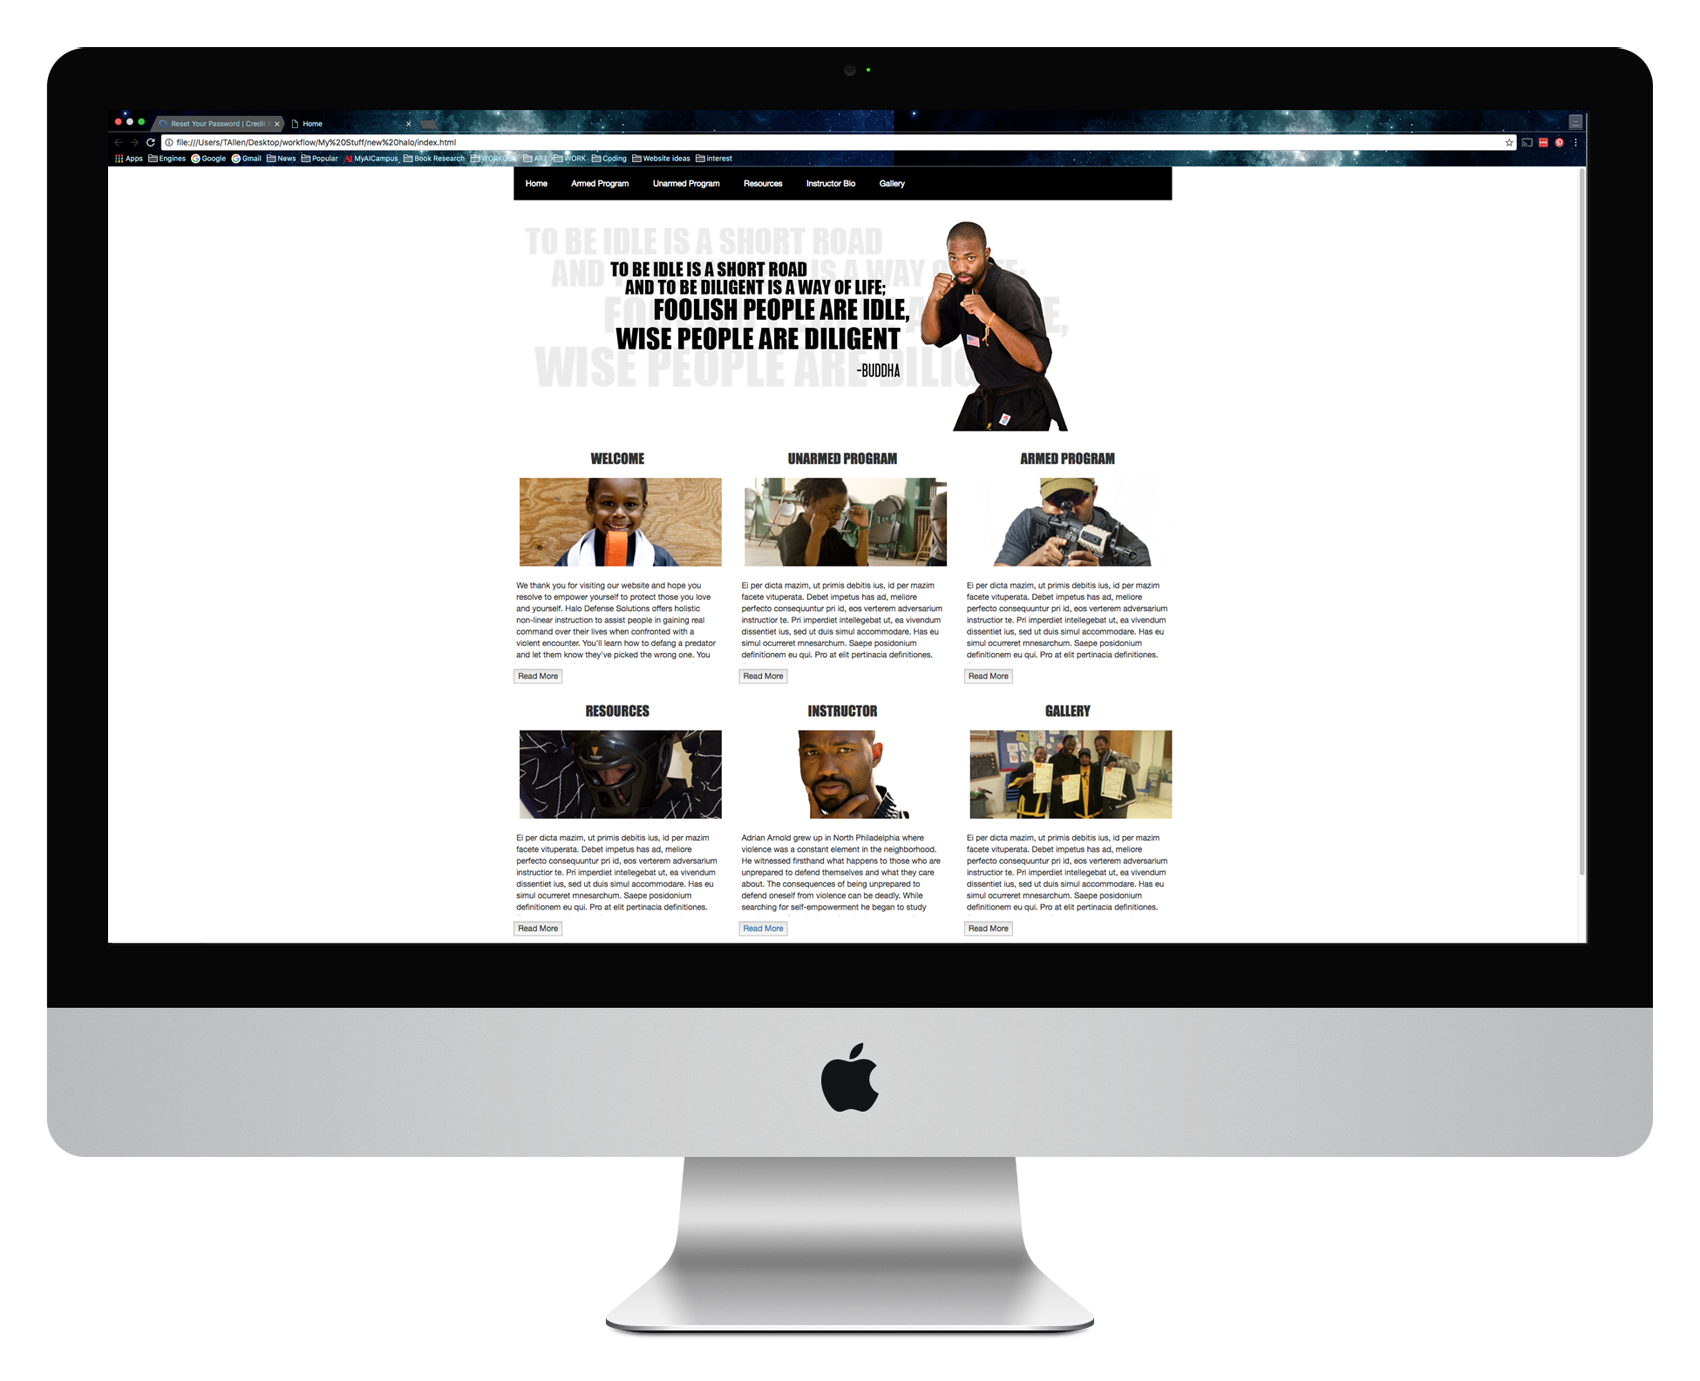 Reset Your Password | Credit
Home
file:///Users/TAllen/Desktop/workflow/My%20Stuff/new%20halo/index.html
Apps Engines Google Gmail News Popular MyAICampus Book Research WORKOUT ART WORK Coding Website ideas interest
Home Armed Program Unarmed Program Resources Instructor Bio Gallery
TO BE IDLE IS A SHORT ROAD
TO BE IDLE IS A SHORT ROAD
AND TO BE DILIGENT IS A WAY OF LIFE;
FOOLISH PEOPLE ARE IDLE,
WISE PEOPLE ARE DILIGENT
WISE PEOPLE ARE DILIG
-BUDDHA
WELCOME
We thank you for visiting our website and hope you
resolve to empower yourself to protect those you love
and yourself. Halo Defense Solutions offers holistic
non-linear instruction to assist people in gaining real
command over their lives when confronted with a
violent encounter. You'll learn how to defang a predator
and let them know they've picked the wrong one. You
Read More
UNARMED PROGRAM
Ei per dicta mazim, ut primis debitis ius, id per mazim
facete vituperata. Debet impetus has ad, meliore
perfecto consequuntur pri id, eos verterem adversarium
instructior te. Pri imperdiet intellegebat ut, ea vivendum
dissentiet ius, sed ut duis simul accommodare. Has eu
simul ocurreret mnesarchum. Saepe posidonium
definitionem eu qui. Pro at elit pertinacia definitiones.
Read More
ARMED PROGRAM
Ei per dicta mazim, ut primis debitis ius, id per mazim
facete vituperata. Debet impetus has ad, meliore
perfecto consequuntur pri id, eos verterem adversarium
instructior te. Pri imperdiet intellegebat ut, ea vivendum
dissentiet ius, sed ut duis simul accommodare. Has eu
simul ocurreret mnesarchum. Saepe posidonium
definitionem eu qui. Pro at elit pertinacia definitiones.
Read More
RESOURCES
Ei per dicta mazim, ut primis debitis ius, id per mazim
facete vituperata. Debet impetus has ad, meliore
perfecto consequuntur pri id, eos verterem adversarium
instructior te. Pri imperdiet intellegebat ut, ea vivendum
dissentiet ius, sed ut duis simul accommodare. Has eu
simul ocurreret mnesarchum. Saepe posidonium
definitionem eu qui. Pro at elit pertinacia definitiones.
Read More
INSTRUCTOR
Adrian Arnold grew up in North Philadelphia where
violence was a constant element in the neighborhood.
He witnessed firsthand what happens to those who are
unprepared to defend themselves and what they care
about. The consequences of being unprepared to
defend oneself from violence can be deadly. While
searching for self-empowerment he began to study
Read More
GALLERY
Ei per dicta mazim, ut primis debitis ius, id per mazim
facete vituperata. Debet impetus has ad, meliore
perfecto consequuntur pri id, eos verterem adversarium
instructior te. Pri imperdiet intellegebat ut, ea vivendum
dissentiet ius, sed ut duis simul accommodare. Has eu
simul ocurreret mnesarchum. Saepe posidonium
definitionem eu qui. Pro at elit pertinacia definitiones.
Read More